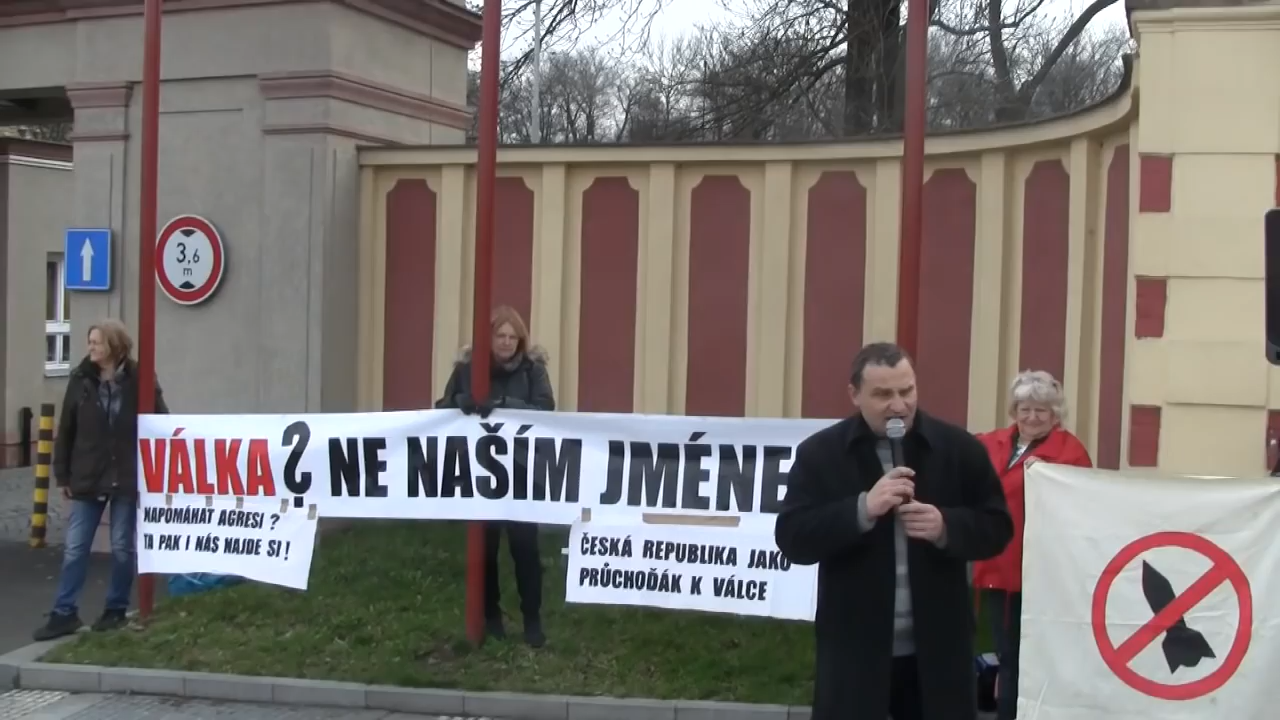 3,6
m
VÁLKA? NE NAŠÍM JMÉNE
NAPOMÁHAT AGRESI?
TA PAK I NÁS NAJDE SI!
ČESKÁ REPUBLIKA JAKO
PRŮCHOĎÁK K VÁLCE